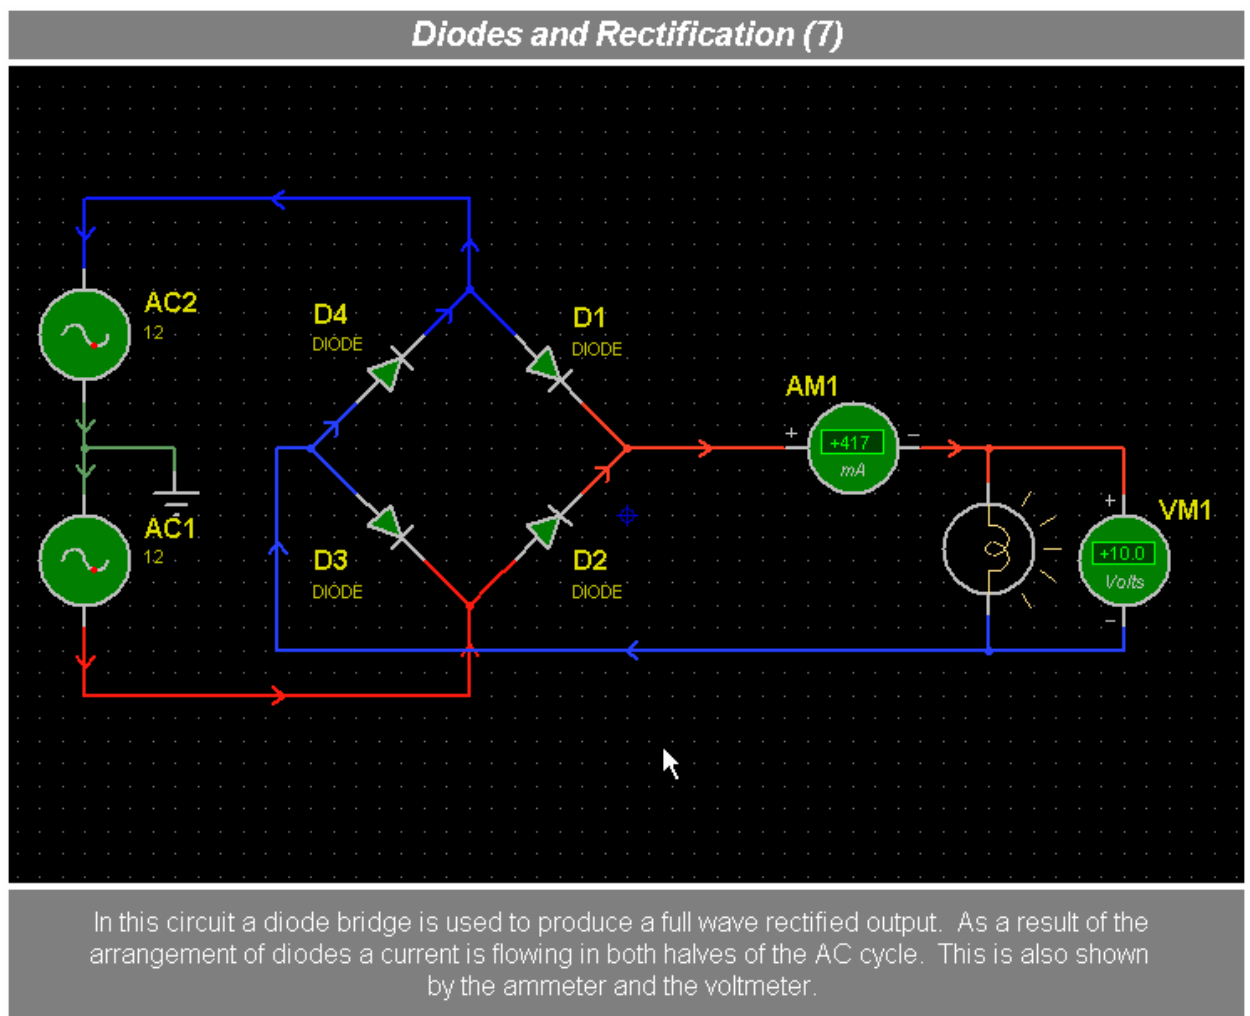 Diodes and Rectification (7)
AC2
12
D4
DIODE
D1
DIODE
AM1
+ +417 −
mA
AC1
12
D3
DIODE
D2
DIODE
+
VM1
+10.0
Volts
−
In this circuit a diode bridge is used to produce a full wave rectified output. As a result of the
arrangement of diodes a current is flowing in both halves of the AC cycle. This is also shown
by the ammeter and the voltmeter.